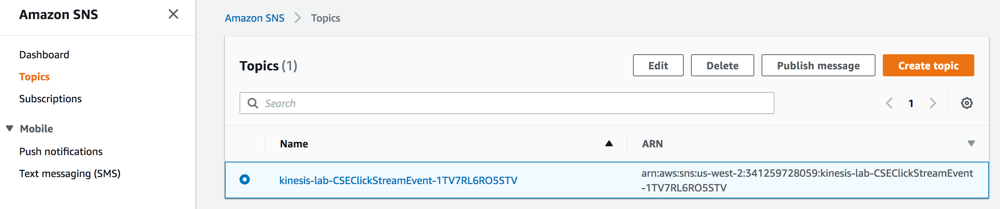 Amazon SNS
Dashboard
Topics
Subscriptions
Mobile
Push notifications
Text messaging (SMS)
Amazon SNS > Topics
Topics (1)
Edit
Delete
Publish message
Create topic
Search
1
Name
ARN
kinesis-lab-CSEClickStreamEvent-1TV7RL6RO5STV
arn:aws:sns:us-west-2:341259728059:kinesis-lab-CSEClickStreamEvent
-1TV7RL6RO5STV